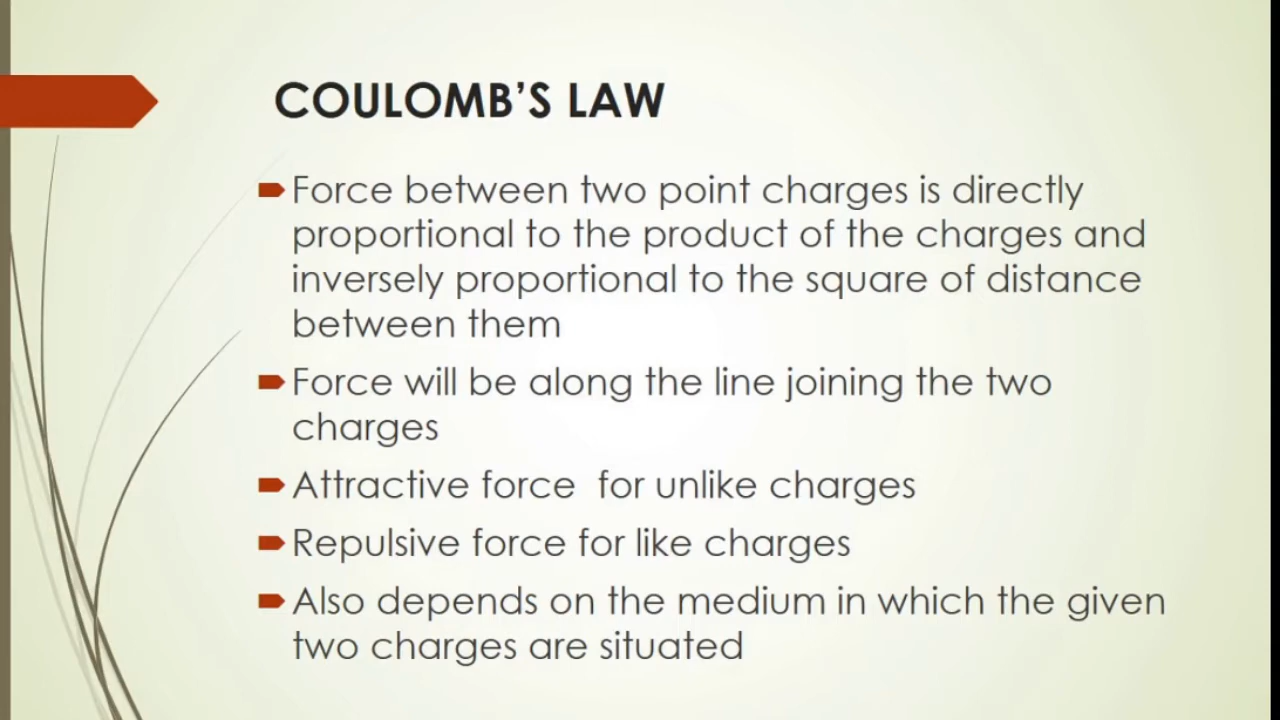 COULOMB’S LAW
Force between two point charges is directly
proportional to the product of the charges and
inversely proportional to the square of distance
between them
Force will be along the line joining the two
charges
Attractive force  for unlike charges
Repulsive force for like charges
Also depends on the medium in which the given
two charges are situated